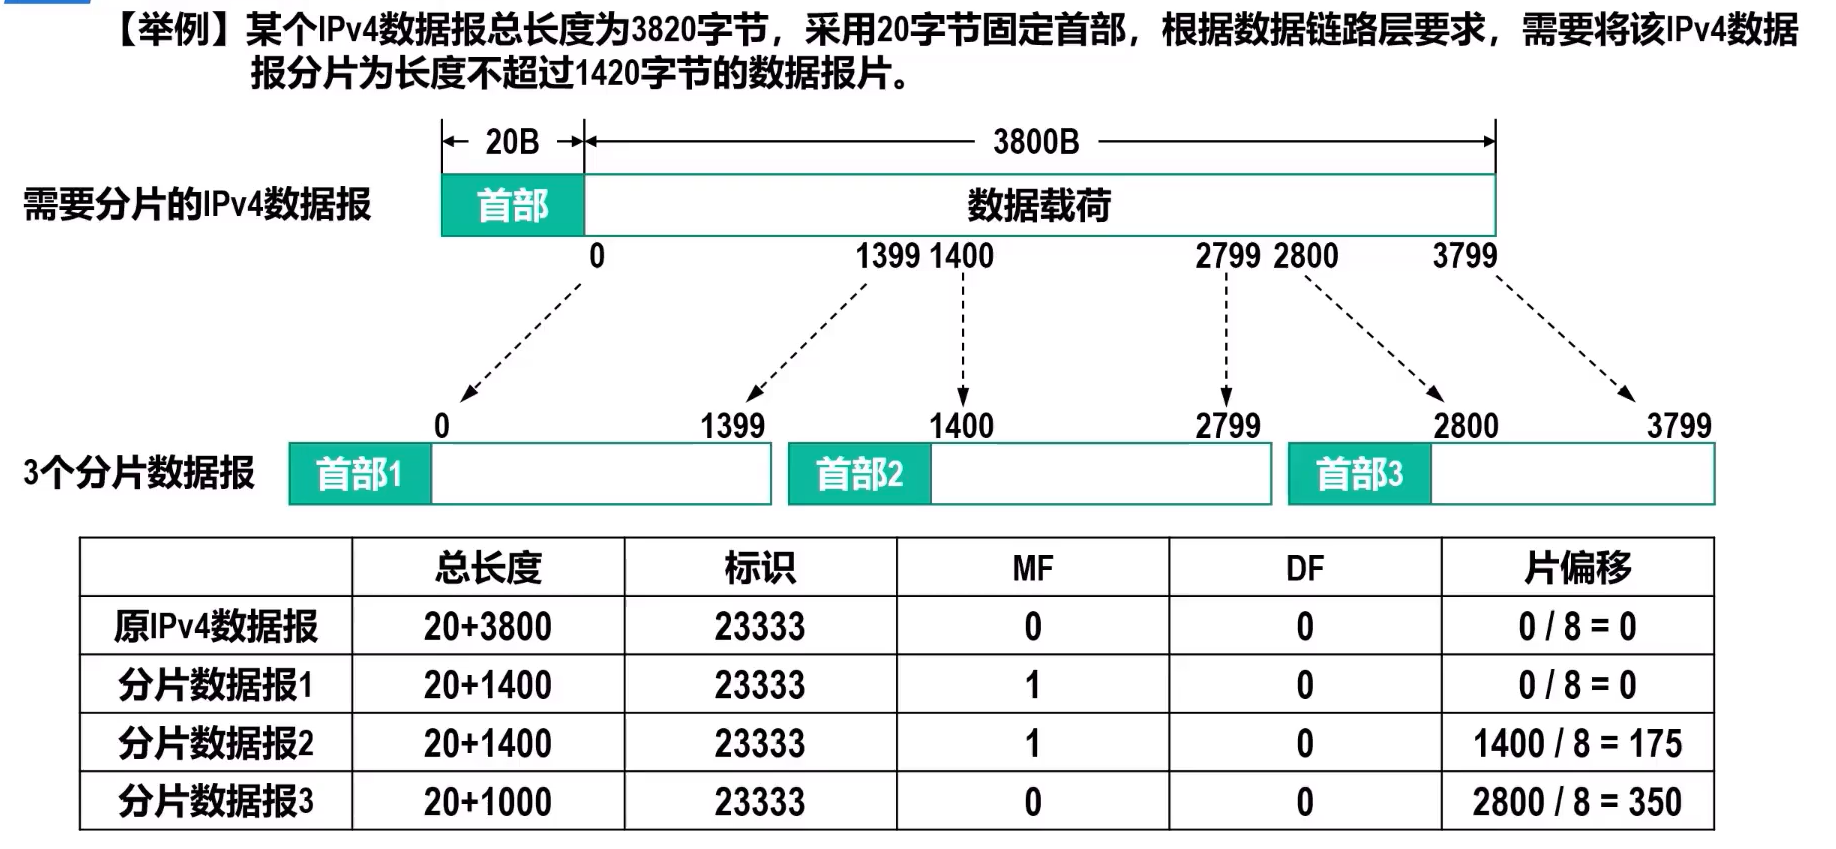 【举例】某个IPv4数据报总长度为3820字节，采用20字节固定首部，根据数据链路层要求，需要将该IPv4数据
报分片为长度不超过1420字节的数据报片。
20B 3800B
需要分片的IPv4数据报 首部 数据载荷
0 1399 1400 2799 2800 3799
0 1399 1400 2799 2800 3799
3个分片数据报 首部1 首部2 首部3
总长度 标识 MF DF 片偏移
原IPv4数据报 20+3800 23333 0 0 0 / 8 = 0
分片数据报1 20+1400 23333 1 0 0 / 8 = 0
分片数据报2 20+1400 23333 1 0 1400 / 8 = 175
分片数据报3 20+1000 23333 0 0 2800 / 8 = 350